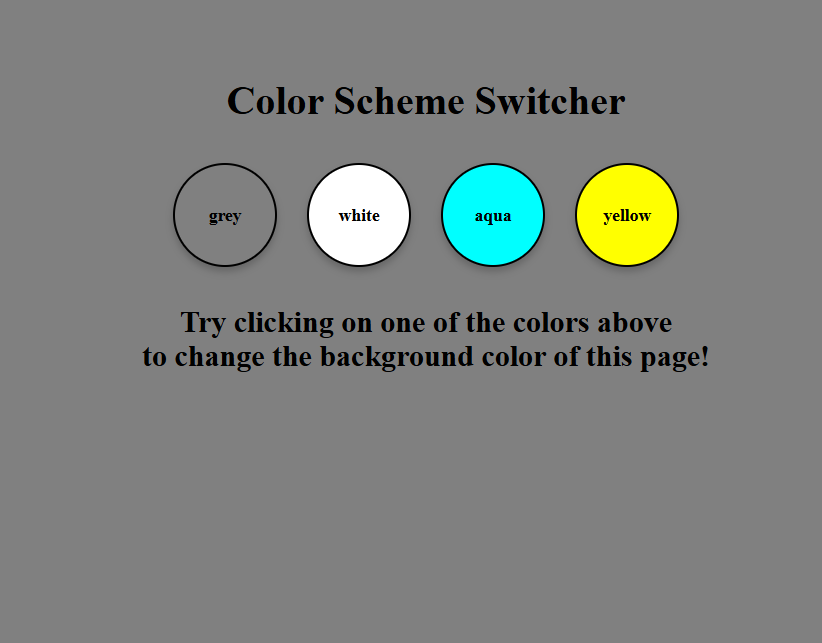 Color Scheme Switcher
grey
white
aqua
yellow
Try clicking on one of the colors above
to change the background color of this page!